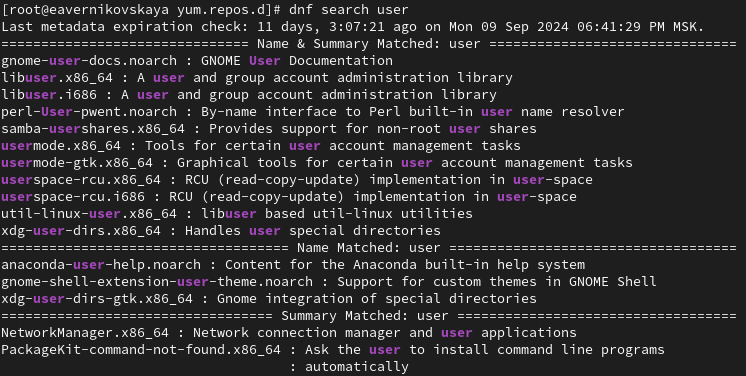 [root@eavernikovskaya yum.repos.d]# dnf search user
Last metadata expiration check: 11 days, 3:07:21 ago on Mon 09 Sep 2024 06:41:29 PM MSK.
=============================== Name & Summary Matched: user ===============================
gnome-user-docs.noarch : GNOME User Documentation
libuser.x86_64 : A user and group account administration library
libuser.i686 : A user and group account administration library
perl-User-pwent.noarch : By-name interface to Perl built-in user name resolver
samba-usershares.x86_64 : Provides support for non-root user shares
usermode.x86_64 : Tools for certain user account management tasks
usermode-gtk.x86_64 : Graphical tools for certain user account management tasks
userspace-rcu.x86_64 : RCU (read-copy-update) implementation in user-space
userspace-rcu.i686 : RCU (read-copy-update) implementation in user-space
util-linux-user.x86_64 : libuser based util-linux utilities
xdg-user-dirs.x86_64 : Handles user special directories
==================================== Name Matched: user ====================================
anaconda-user-help.noarch : Content for the Anaconda built-in help system
gnome-shell-extension-user-theme.noarch : Support for custom themes in GNOME Shell
xdg-user-dirs-gtk.x86_64 : Gnome integration of special directories
================================== Summary Matched: user ===================================
NetworkManager.x86_64 : Network connection manager and user applications
PackageKit-command-not-found.x86_64 : Ask the user to install command line programs
: automatically